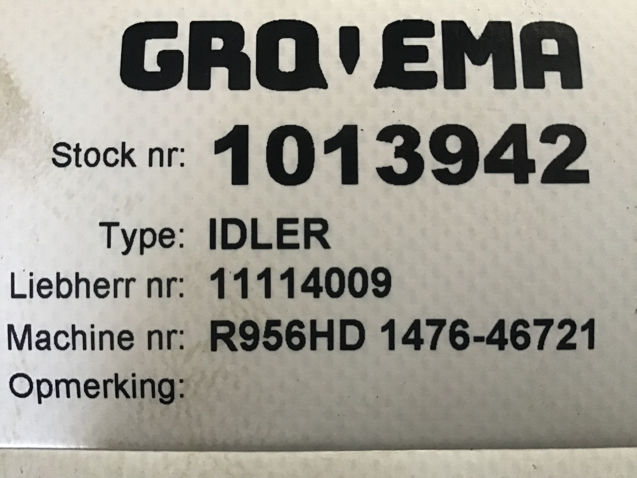 GROVEMA
Stock nr: 1013942
Type: IDLER
Liebherr nr: 11114009
Machine nr: R956HD 1476-46721
Opmerking: